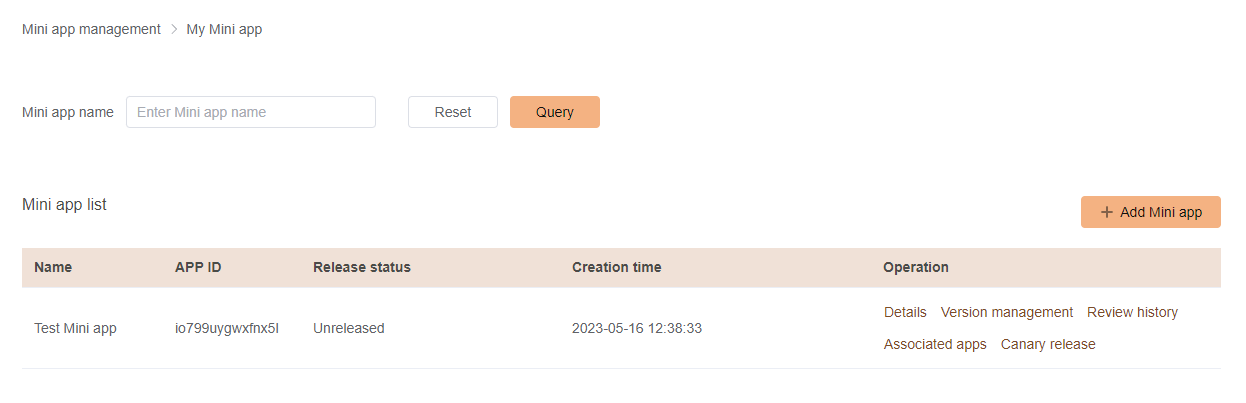 Mini app management > My Mini app
Mini app name Enter Mini app name Reset Query
Mini app list
+ Add Mini app
Name APP ID Release status Creation time Operation
Details Version management Review history
Test Mini app io799uygwxfnx5l Unreleased 2023-05-16 12:38:33
Associated apps Canary release